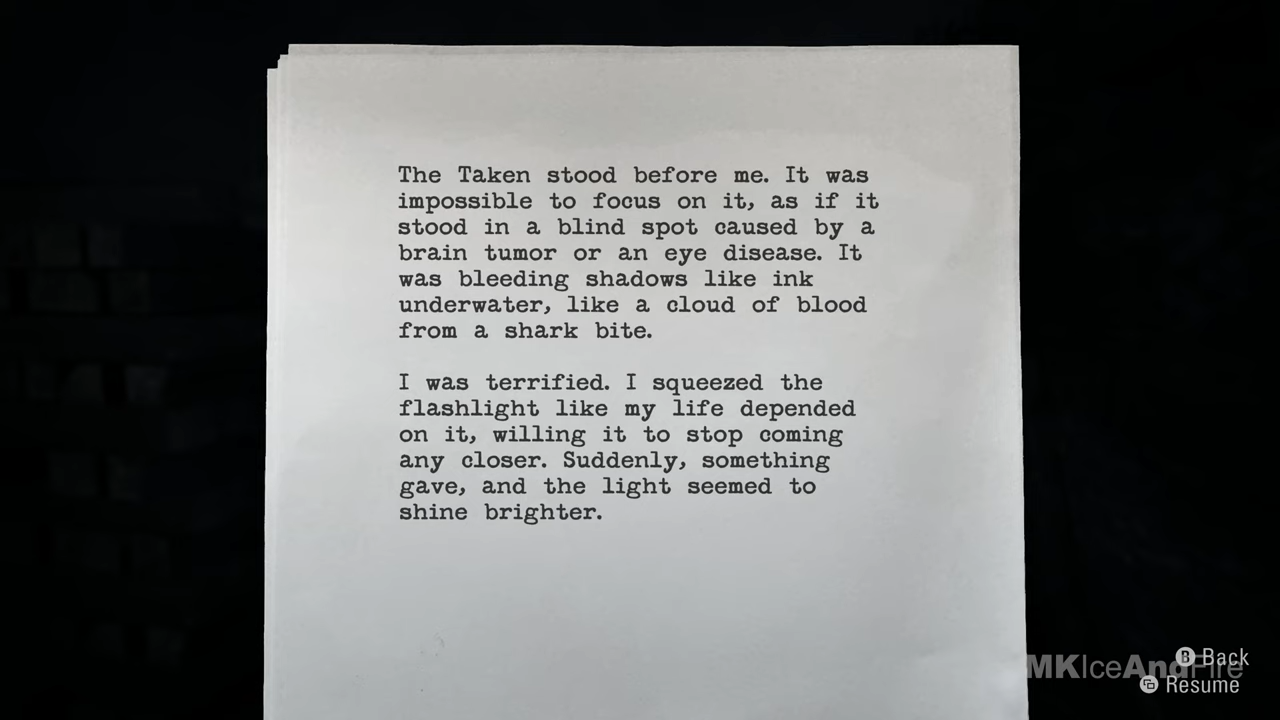 The Taken stood before me. It was
impossible to focus on it, as if it
stood in a blind spot caused by a
brain tumor or an eye disease. It
was bleeding shadows like ink
underwater, like a cloud of blood
from a shark bite.
I was terrified. I squeezed the
flashlight like my life depended
on it, willing it to stop coming
any closer. Suddenly, something
gave, and the light seemed to
shine brighter.
MKIceAndFire
B Back
Resume